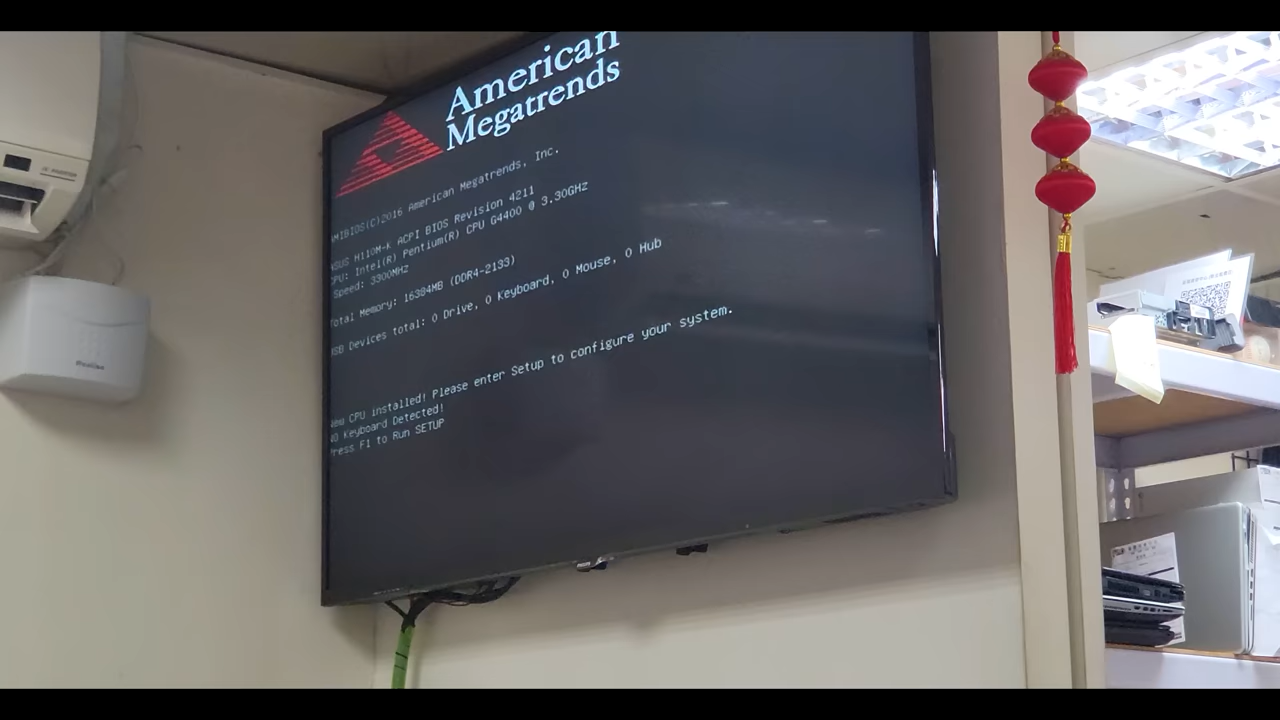 American
Megatrends
AMIBIOS(C)2016 American Megatrends, Inc.
ASUS H110M-K ACPI BIOS Revision 4211
CPU: Intel(R) Pentium(R) CPU G4400 @ 3.30GHz
Speed: 3300MHz
Total Memory: 16384MB (DDR4-2133)
USB Devices total: 0 Drive, 0 Keyboard, 0 Mouse, 0 Hub
New CPU installed! Please enter Setup to configure your system.
NO Keyboard Detected!
Press F1 to Run SETUP